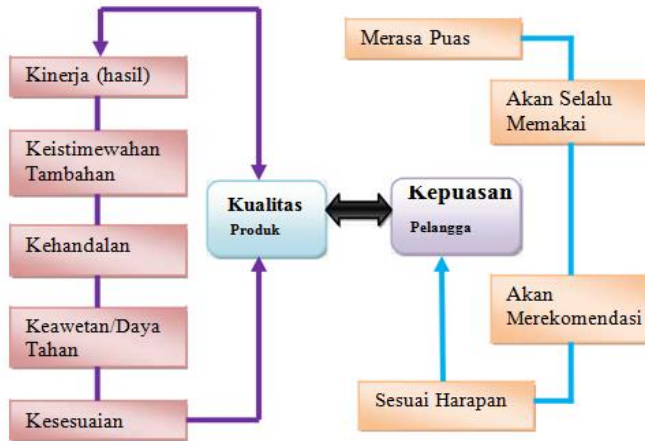 Kinerja (hasil)
Keistimewahan
Tambahan
Kehandalan
Keawetan/Daya
Tahan
Kesesuaian
Kualitas
Produk
Kepuasan
Pelangga
Merasa Puas
Akan Selalu
Memakai
Akan
Merekomendasi
Sesuai Harapan